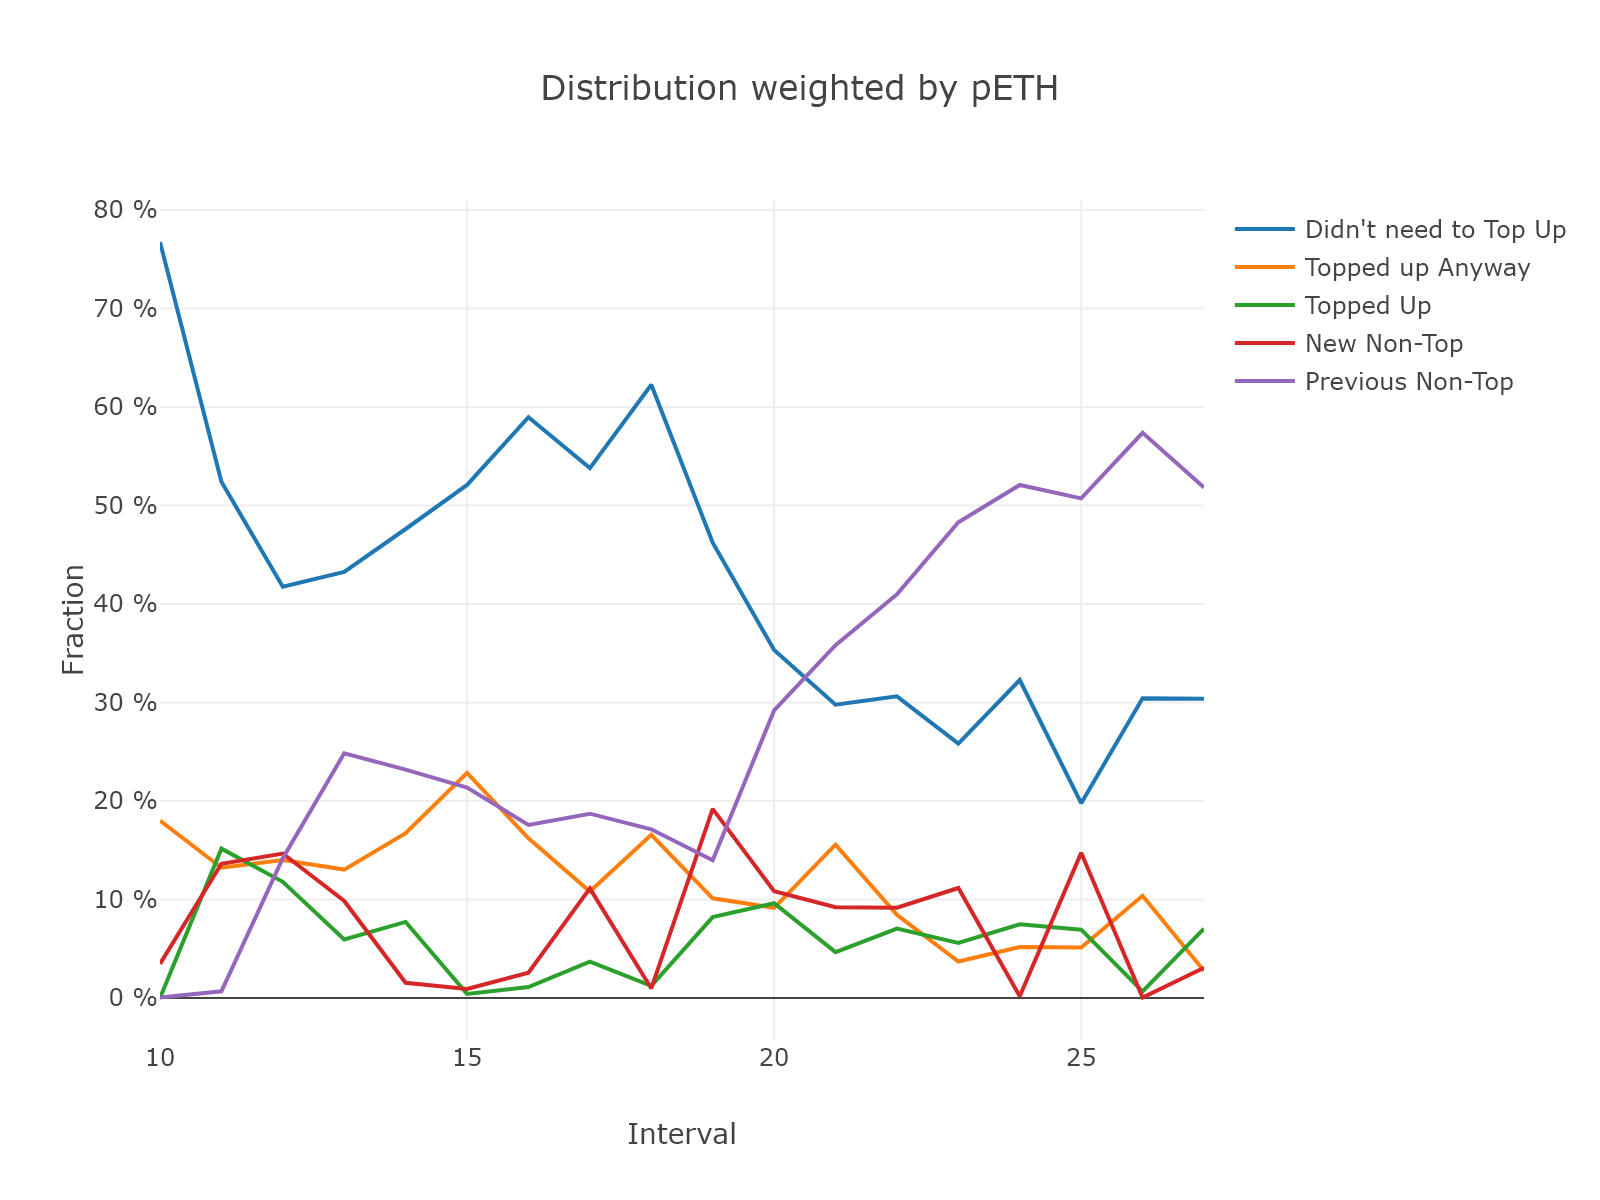 Distribution weighted by pETH
80 %
70 %
60 %
50 %
40 %
30 %
20 %
10 %
0 %
Fraction
10
15
20
25
Interval
Didn't need to Top Up
Topped up Anyway
Topped Up
New Non-Top
Previous Non-Top